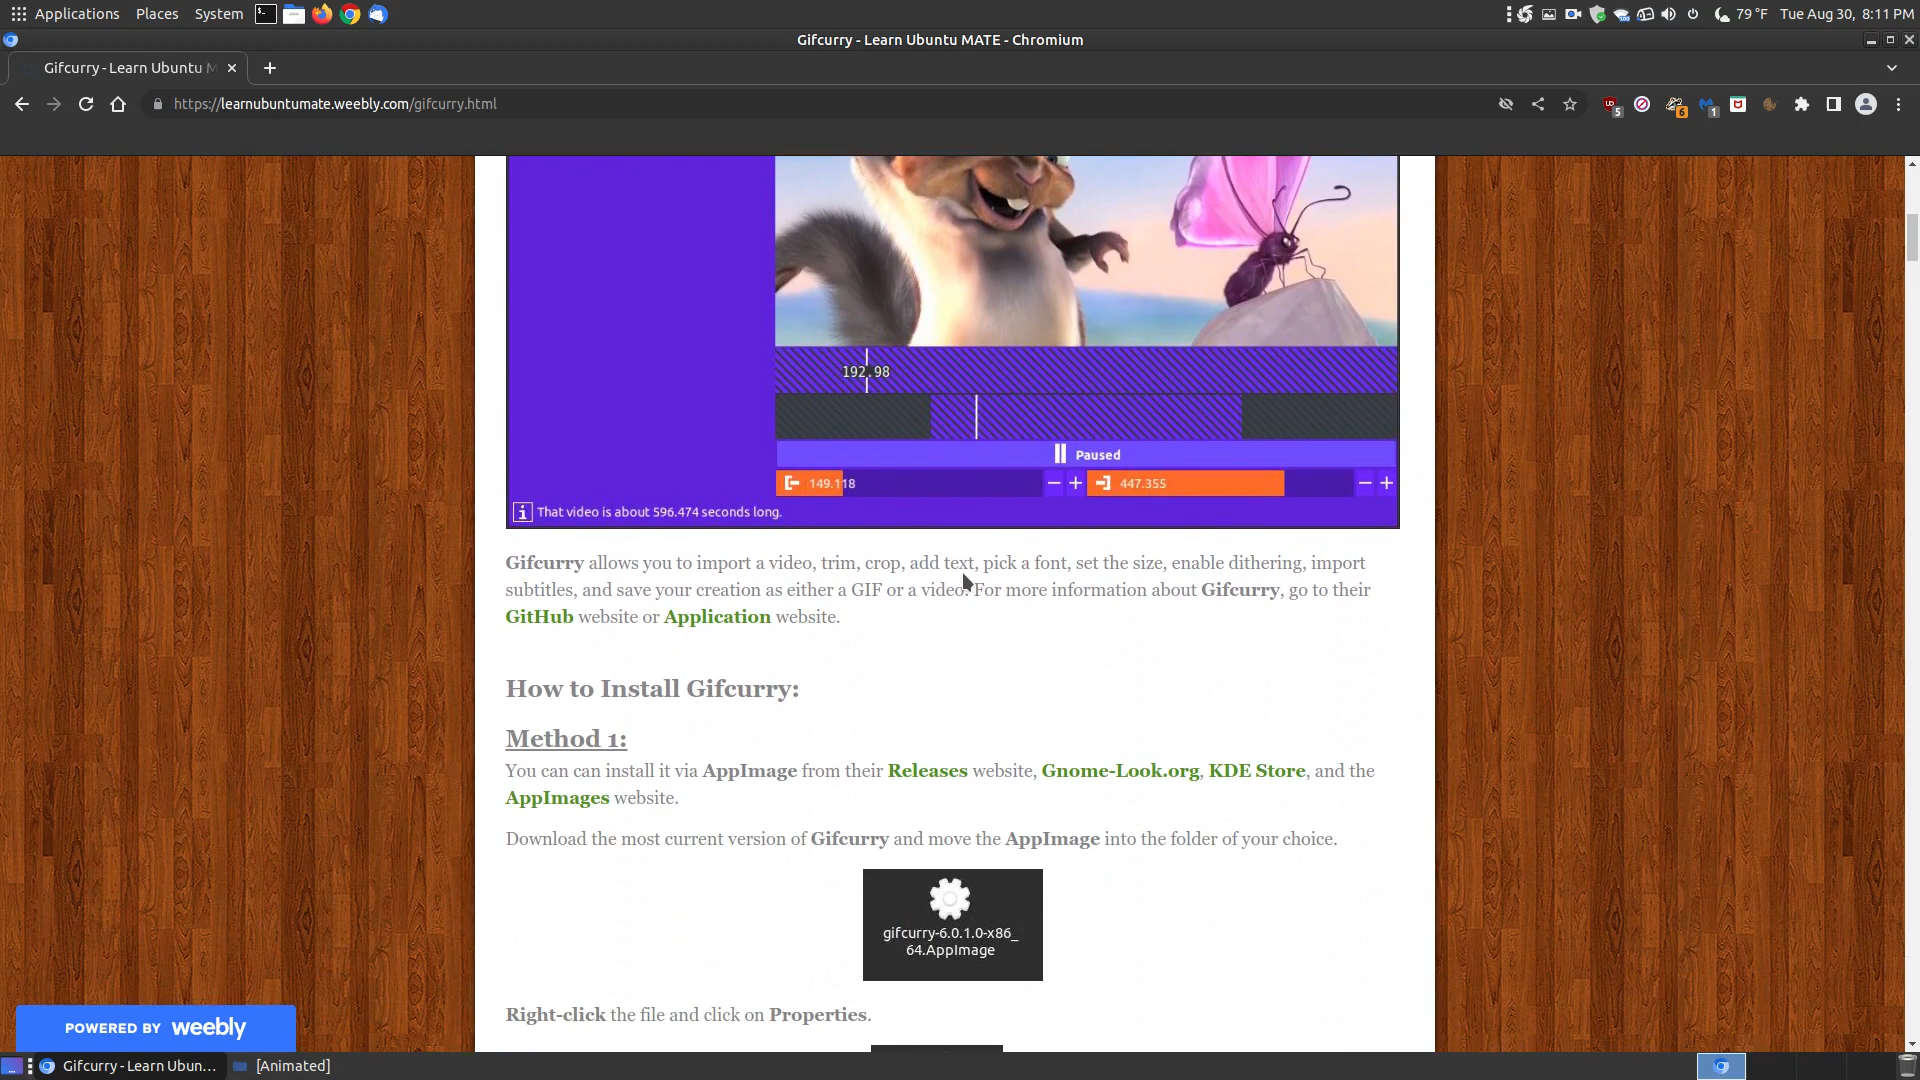 Applications Places System 79 °F Tue Aug 30, 8:11 PM
Gifcurry - Learn Ubuntu MATE - Chromium
Gifcurry - Learn Ubuntu M
https://learnubuntumate.weebly.com/gifcurry.html
5 6 1
192.98
Paused
149.118 − + 447.355 − +
That video is about 596.474 seconds long.
Gifcurry allows you to import a video, trim, crop, add text, pick a font, set the size, enable dithering, import
subtitles, and save your creation as either a GIF or a video. For more information about Gifcurry, go to their
GitHub website or Application website.
How to Install Gifcurry:
Method 1:
You can can install it via AppImage from their Releases website, Gnome-Look.org, KDE Store, and the
AppImages website.
Download the most current version of Gifcurry and move the AppImage into the folder of your choice.
gifcurry-6.0.1.0-x86_
64.AppImage
Right-click the file and click on Properties.
POWERED BY weebly
Gifcurry - Learn Ubun... [Animated]